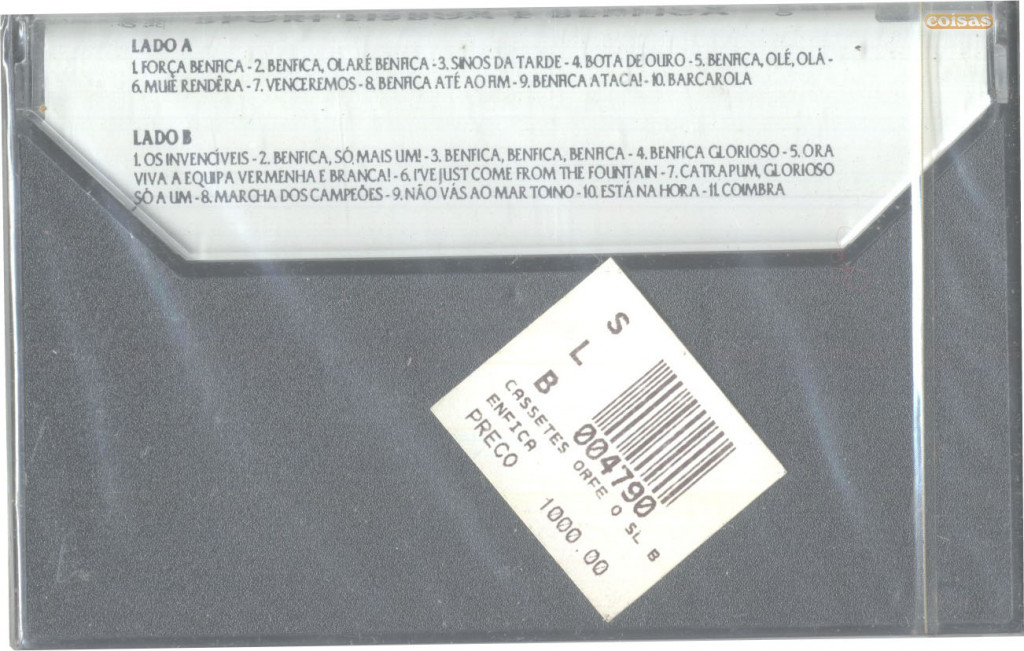 coisas
SPORT LISBOA E BENFICA
LADO A
1. FORÇA BENFICA - 2. BENFICA, OLARÉ BENFICA - 3. SINOS DA TARDE - 4. BOTA DE OURO - 5. BENFICA, OLÉ, OLÁ -
6. MUIÉ RENDÊRA - 7. VENCEREMOS - 8. BENFICA ATÉ AO FIM - 9. BENFICA ATACA! - 10. BARCAROLA
LADO B
1. OS INVENCÍVEIS - 2. BENFICA, SÓ MAIS UM! - 3. BENFICA, BENFICA, BENFICA - 4. BENFICA GLORIOSO - 5. ORA
VIVA A EQUIPA VERMENHA E BRANCA! - 6. I'VE JUST COME FROM THE FOUNTAIN - 7. CATRAPUM, GLORIOSO
SÓ A UM - 8. MARCHA DOS CAMPEÕES - 9. NÃO VÁS AO MAR TOINO - 10. ESTÁ NA HORA - 11. COIMBRA
S L B
004790
CASSETES ORFE O SL B
ENFICA
PRECO 1000.00